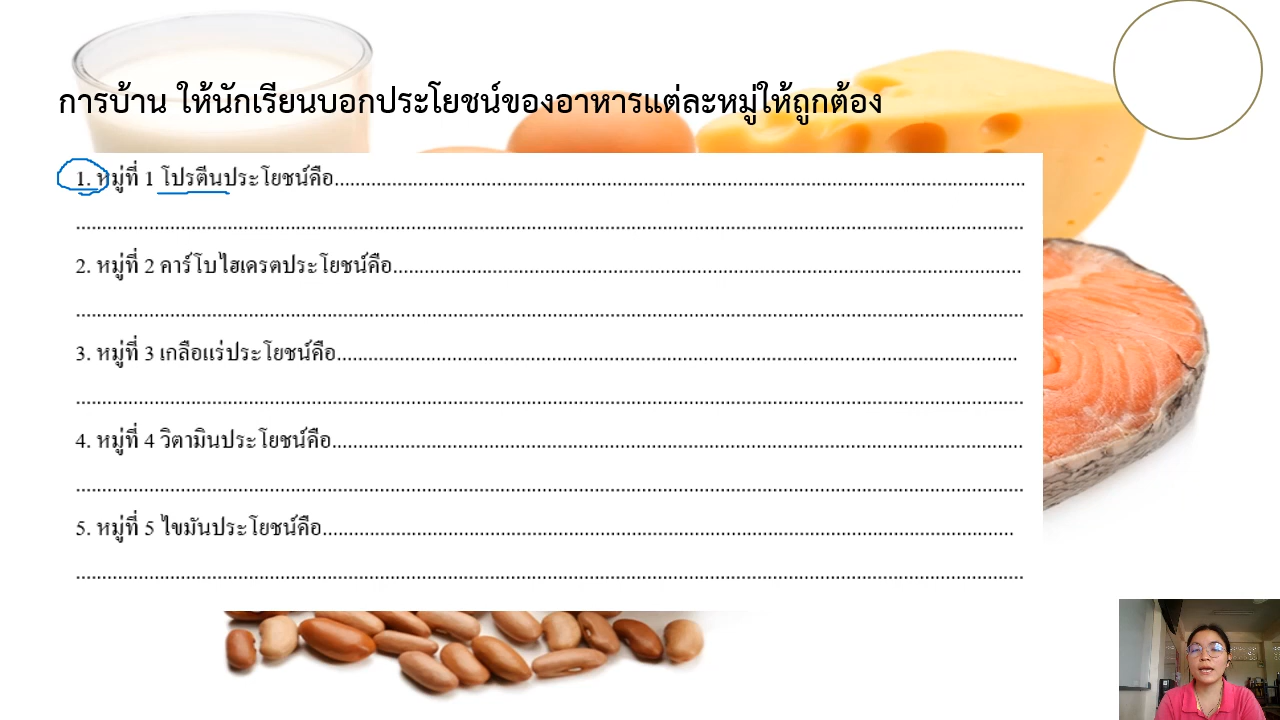 การบ้าน ให้นักเรียนบอกประโยชน์ของอาหารแต่ละหมู่ให้ถูกต้อง
1. หมู่ที่ 1 โปรตีนประโยชน์คือ....................................................................................................................................
....................................................................................................................................................................................
2. หมู่ที่ 2 คาร์โบไฮเดรตประโยชน์คือ........................................................................................................................
....................................................................................................................................................................................
3. หมู่ที่ 3 เกลือแร่ประโยชน์คือ..................................................................................................................................
....................................................................................................................................................................................
4. หมู่ที่ 4 วิตามินประโยชน์คือ....................................................................................................................................
....................................................................................................................................................................................
5. หมู่ที่ 5 ไขมันประโยชน์คือ....................................................................................................................................
....................................................................................................................................................................................